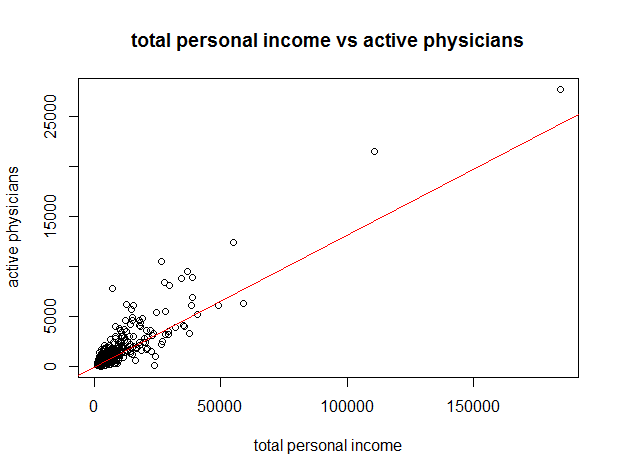 total personal income vs active physicians
active physicians
25000
15000
5000
0
0
50000
100000
150000
total personal income